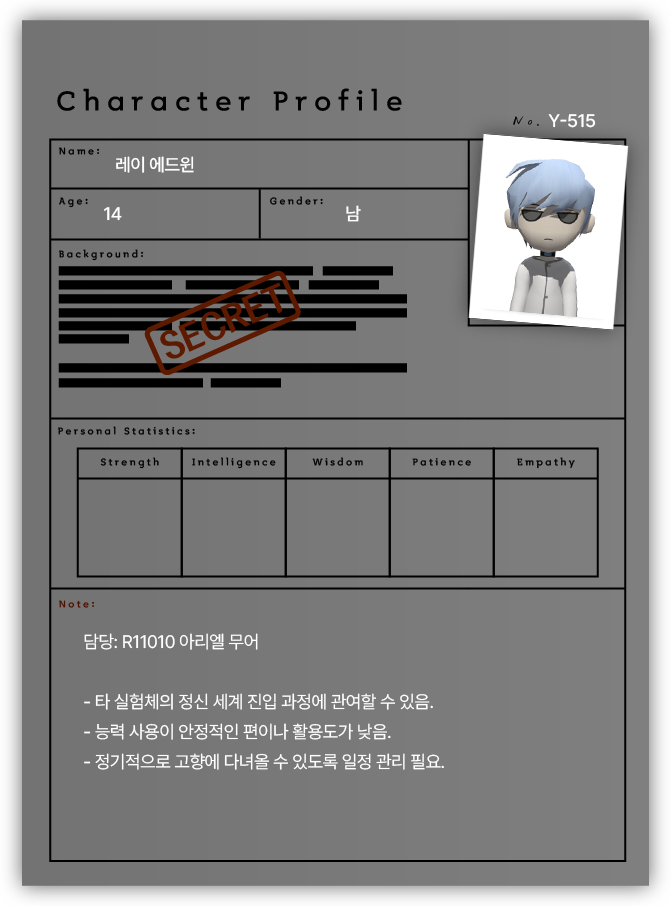 Character Profile
No. Y-515
Name: 레이 에드윈
Age: 14
Gender: 남
Background:
SECRET
Personal Statistics:
Strength Intelligence Wisdom Patience Empathy
Note:
담당: R11010 아리엘 무어
- 타 실험체의 정신 세계 진입 과정에 관여할 수 있음.
- 능력 사용이 안정적인 편이나 활용도가 낮음.
- 정기적으로 고향에 다녀올 수 있도록 일정 관리 필요.